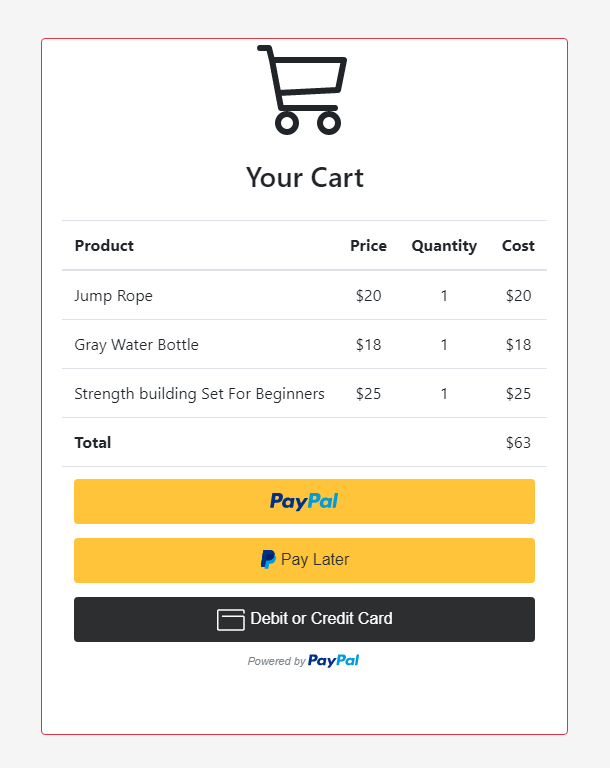 Your Cart
Product Price Quantity Cost
Jump Rope $20 1 $20
Gray Water Bottle $18 1 $18
Strength building Set For Beginners $25 1 $25
Total $63
PayPal
Pay Later
Debit or Credit Card
Powered by PayPal